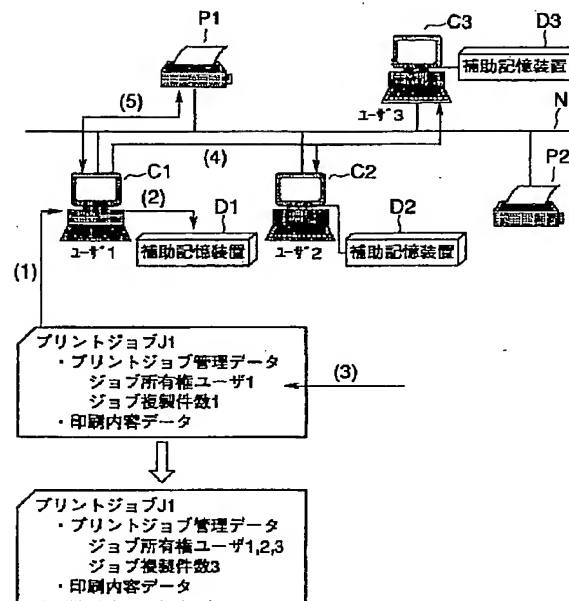 P1
C3
D3
補助記憶装置
ユーザ3
N
(5)
(4)
P2
C1
C2
(2)
D1
D2
ユーザ1
補助記憶装置
ユーザ2
補助記憶装置
(1)
プリントジョブJ1
・プリントジョブ管理データ
ジョブ所有権ユーザ1
ジョブ複製件数1
・印刷内容データ
(3)
プリントジョブJ1
・プリントジョブ管理データ
ジョブ所有権ユーザ1,2,3
ジョブ複製件数3
・印刷内容データ